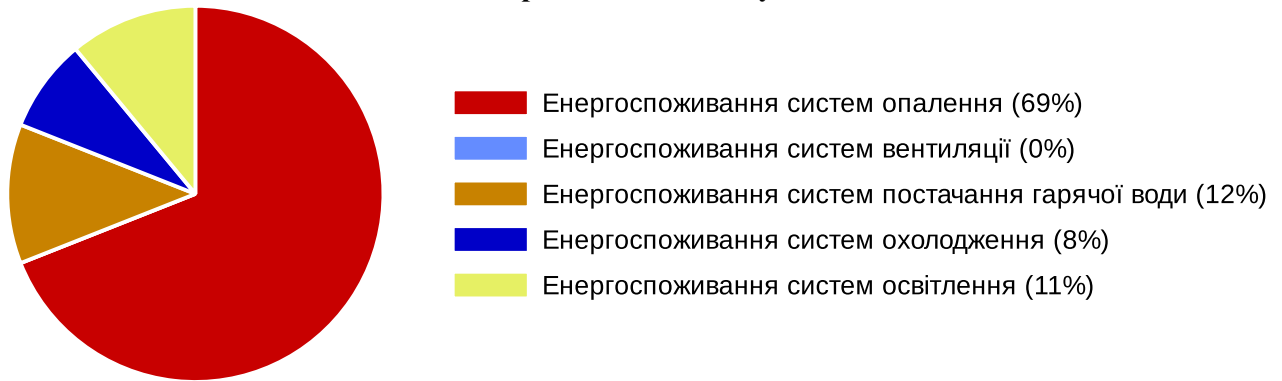 Енергоспоживання систем опалення (69%)
Енергоспоживання систем вентиляції (0%)
Енергоспоживання систем постачання гарячої води (12%)
Енергоспоживання систем охолодження (8%)
Енергоспоживання систем освітлення (11%)